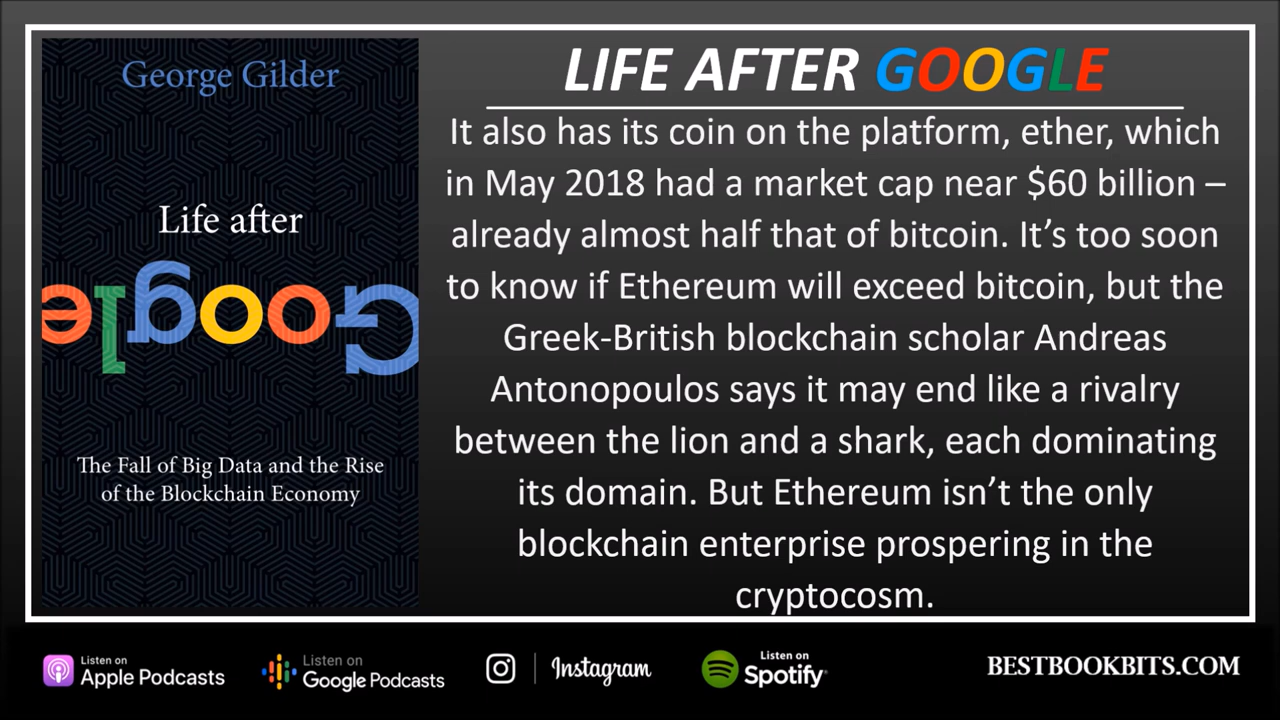 George Gilder
Life after
Google
The Fall of Big Data and the Rise
of the Blockchain Economy
LIFE AFTER GOOGLE
It also has its coin on the platform, ether, which
in May 2018 had a market cap near $60 billion –
already almost half that of bitcoin. It’s too soon
to know if Ethereum will exceed bitcoin, but the
Greek-British blockchain scholar Andreas
Antonopoulos says it may end like a rivalry
between the lion and a shark, each dominating
its domain. But Ethereum isn’t the only
blockchain enterprise prospering in the
cryptocosm.
Listen on
Apple Podcasts
Listen on
Google Podcasts
Instagram
Listen on
Spotify
BESTBOOKBITS.COM